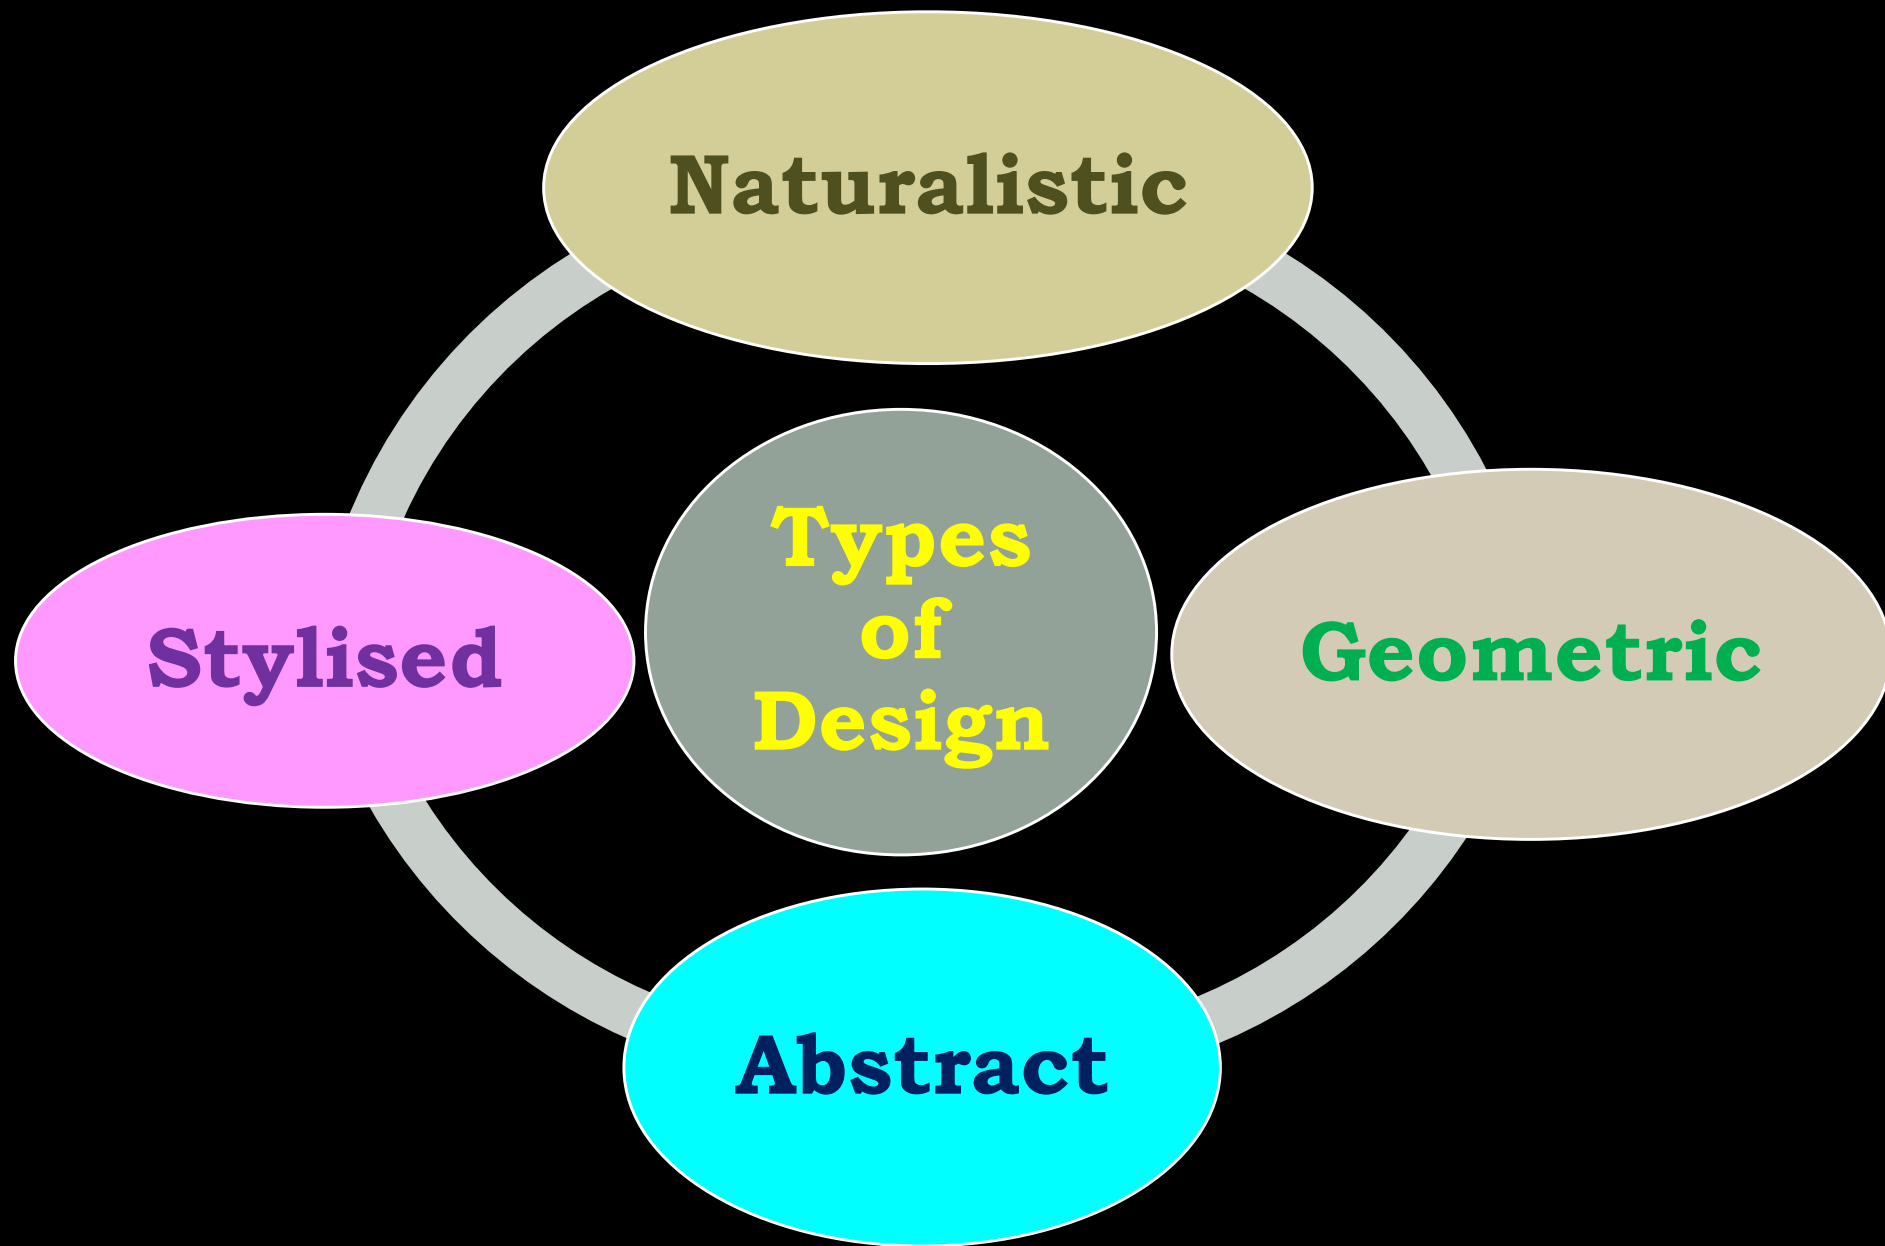 Naturalistic
Types
of
Design
Stylised
Geometric
Abstract